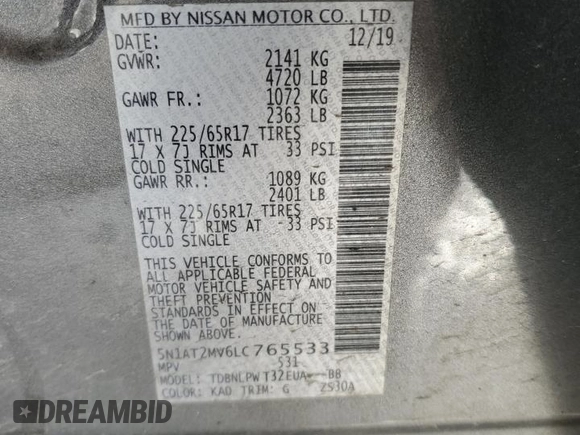 MFD BY NISSAN MOTOR CO., LTD.
DATE: 12/19
GVWR: 2141 KG
4720 LB
GAWR FR.: 1072 KG
2363 LB
WITH 225/65R17 TIRES
17 X 7J RIMS AT 33 PSI
COLD SINGLE
GAWR RR.: 1089 KG
2401 LB
WITH 225/65R17 TIRES
17 X 7J RIMS AT 33 PSI
COLD SINGLE
THIS VEHICLE CONFORMS TO
ALL APPLICABLE FEDERAL
MOTOR VEHICLE SAFETY AND
THEFT PREVENTION
STANDARDS IN EFFECT ON
THE DATE OF MANUFACTURE
SHOWN ABOVE.
5N1AT2MV6LC765533
MPV S31
MODEL: TDBNLPWT32EUA---BB
COLOR: KAD TRIM: G ZS30A